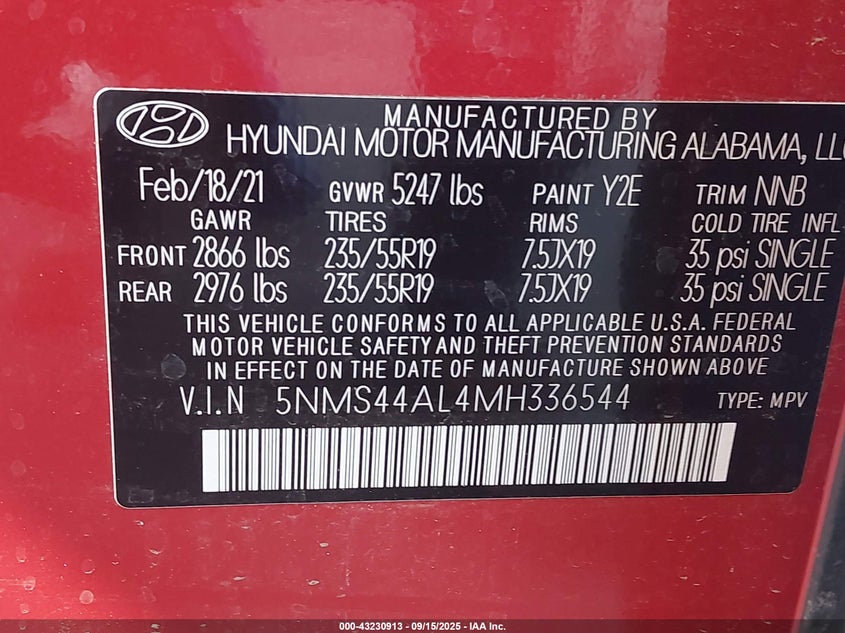 MANUFACTURED BY
HYUNDAI MOTOR MANUFACTURING ALABAMA, LLC
Feb/18/21 GVWR 5247 lbs PAINT Y2E TRIM NNB
GAWR TIRES RIMS COLD TIRE INFL
FRONT 2866 lbs 235/55R19 7.5JX19 35 psi SINGLE
REAR 2976 lbs 235/55R19 7.5JX19 35 psi SINGLE
THIS VEHICLE CONFORMS TO ALL APPLICABLE U.S.A. FEDERAL
MOTOR VEHICLE SAFETY AND THEFT PREVENTION STANDARDS
IN EFFECT ON THE DATE OF MANUFACTURE SHOWN ABOVE
V.I.N 5NMS44AL4MH336544 TYPE: MPV
000-43230913 - 09/15/2025 - IAA Inc.